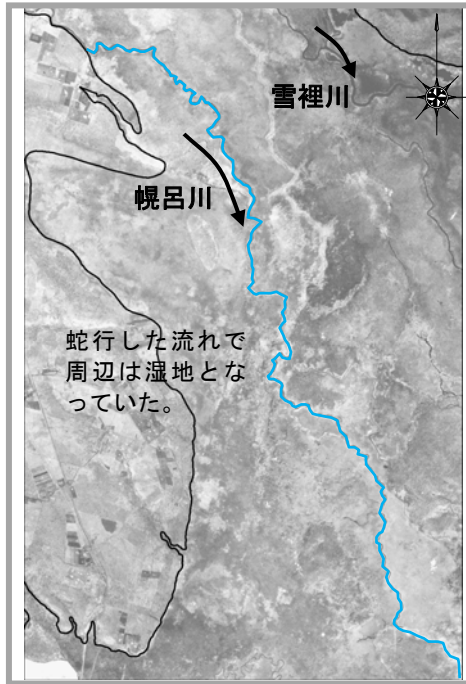 雪裡川
幌呂川
蛇行した流れで
周辺は湿地とな
っていた。